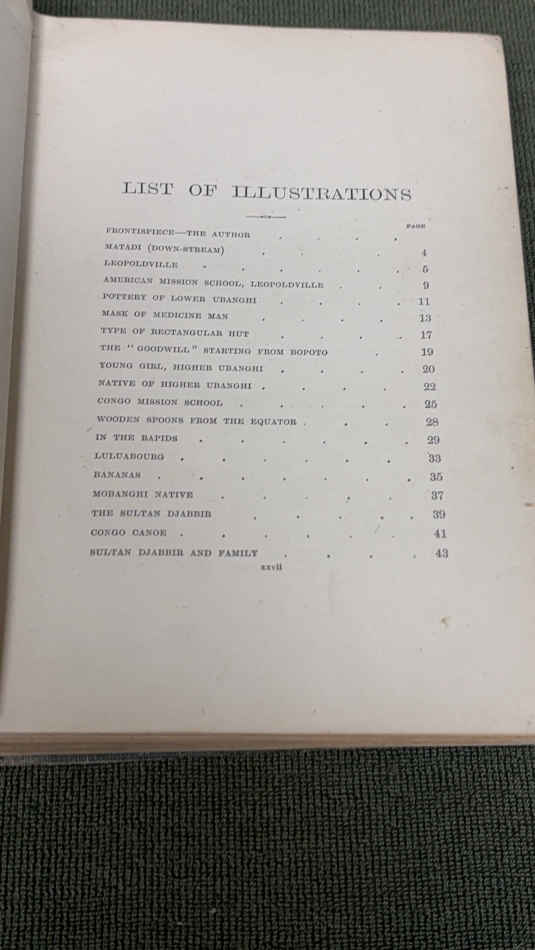 LIST OF ILLUSTRATIONS
PAGE
FRONTISPIECE—THE AUTHOR . . . .
MATADI (DOWN-STREAM) . . . 4
LEOPOLDVILLE . . . . . . 5
AMERICAN MISSION SCHOOL, LEOPOLDVILLE . . 9
POTTERY OF LOWER UBANGHI . . . . 11
MASK OF MEDICINE MAN . . . . 13
TYPE OF RECTANGULAR HUT . . . . 17
THE "GOODWILL" STARTING FROM BOPOTO . 19
YOUNG GIRL, HIGHER UBANGHI . . . . 20
NATIVE OF HIGHER UBANGHI . . . . 22
CONGO MISSION SCHOOL . . . . . 25
WOODEN SPOONS FROM THE EQUATOR . . . 28
IN THE RAPIDS . . . . . . 29
LULUABOURG . . . . . . 33
BANANAS . . . . . . . 35
MOBANGHI NATIVE . . . . . 37
THE SULTAN DJABBIR . . . . . 39
CONGO CANOE . . . . . . 41
SULTAN DJABBIR AND FAMILY . . . . 43
xxvii